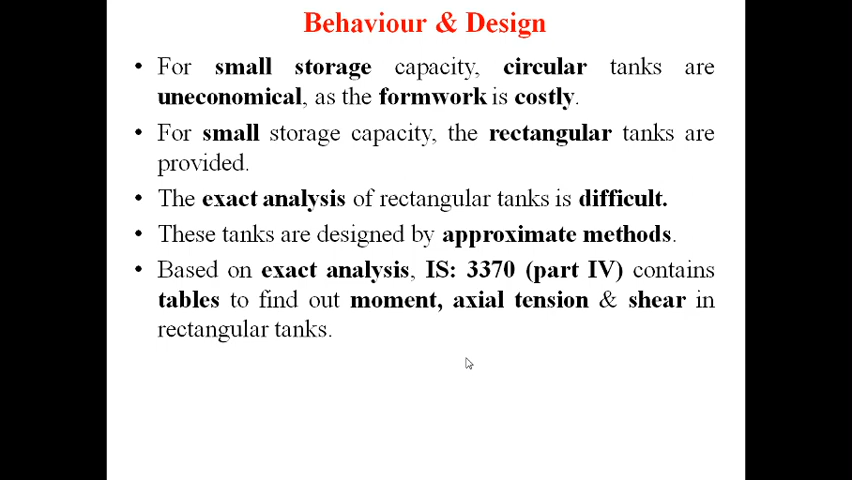 Behaviour & Design
• For small storage capacity, circular tanks are
uneconomical, as the formwork is costly.
• For small storage capacity, the rectangular tanks are
provided.
• The exact analysis of rectangular tanks is difficult.
• These tanks are designed by approximate methods.
• Based on exact analysis, IS: 3370 (part IV) contains
tables to find out moment, axial tension & shear in
rectangular tanks.